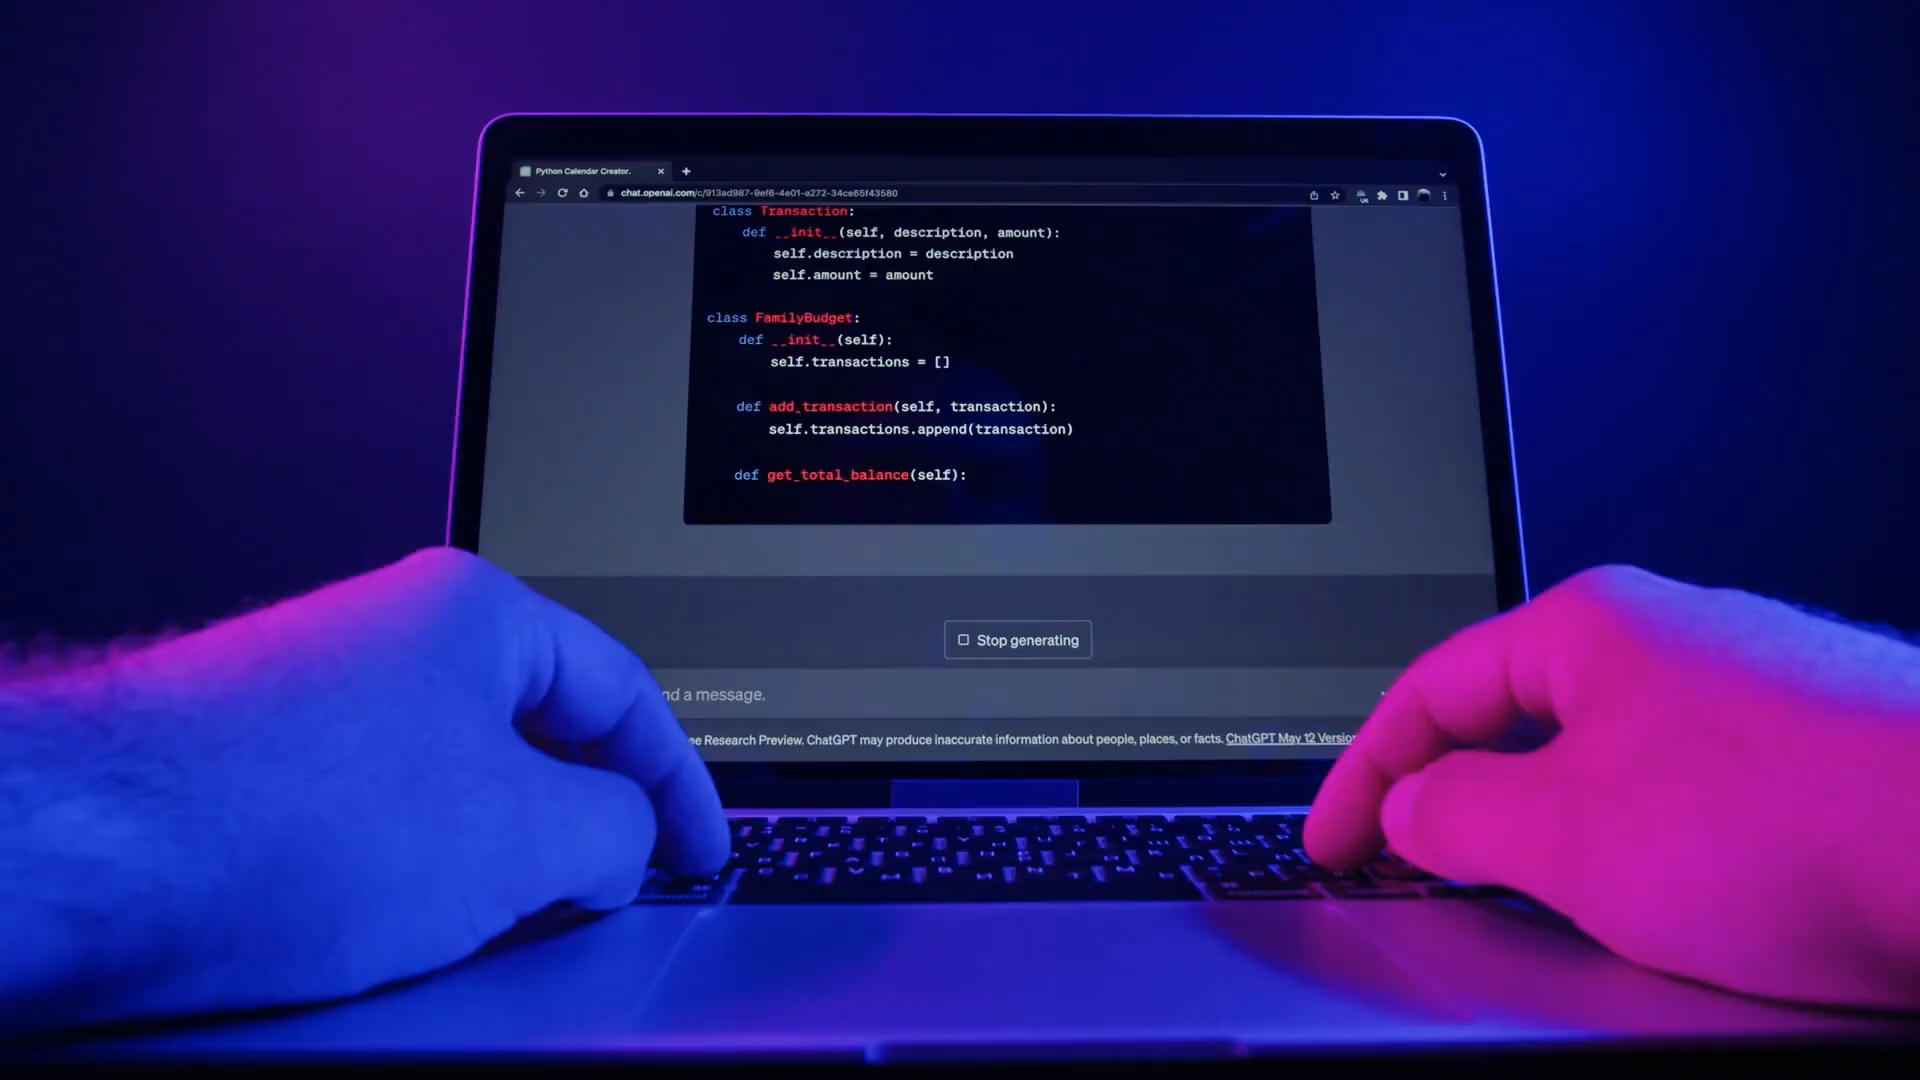 Python Calendar Creator.
chat.openai.com/c/913ad987-9ef6-4e01-a272-34ce65f43580
class Transaction:
def __init__(self, description, amount):
self.description = description
self.amount = amount
class FamilyBudget:
def __init__(self):
self.transactions = []
def add_transaction(self, transaction):
self.transactions.append(transaction)
def get_total_balance(self):
Stop generating
a message.
Research Preview. ChatGPT may produce inaccurate information about people, places, or facts. ChatGPT May 12 Version